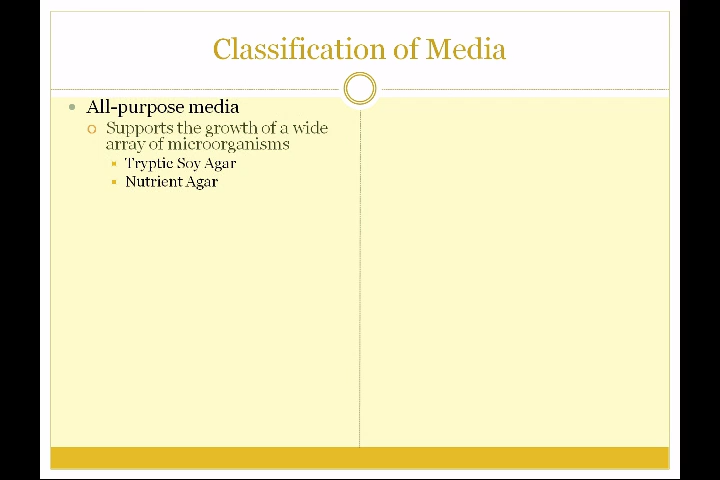 Classification of Media
All-purpose media
Supports the growth of a wide
array of microorganisms
Tryptic Soy Agar
Nutrient Agar